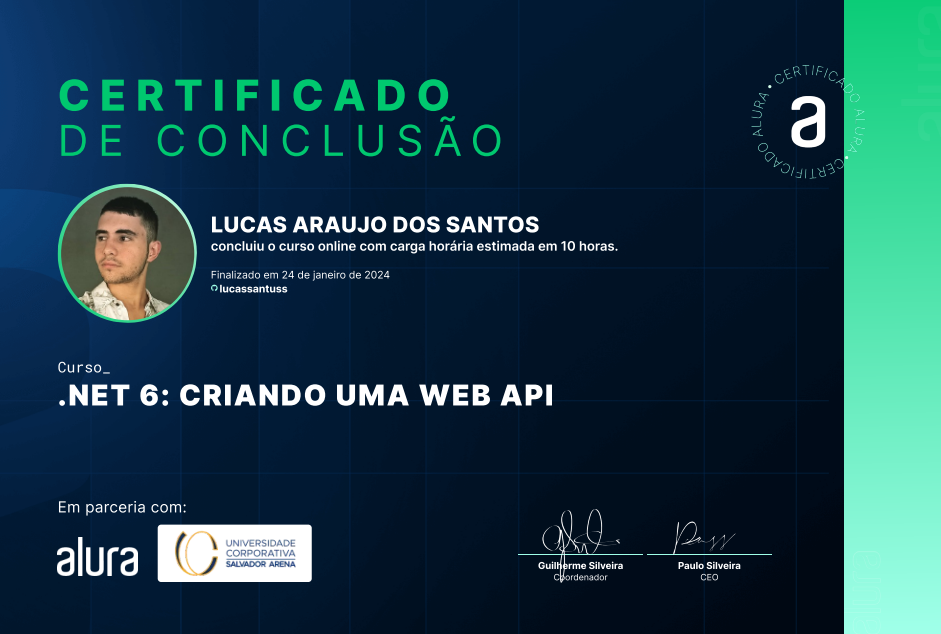 CERTIFICADO
DE CONCLUSÃO
CERTIFICADO ALURA • CERTIFICADO ALURA •
a
LUCAS ARAUJO DOS SANTOS
concluiu o curso online com carga horária estimada em 10 horas.
Finalizado em 24 de janeiro de 2024
lucassantuss
Curso_
.NET 6: CRIANDO UMA WEB API
Em parceria com:
alura
UNIVERSIDADE
CORPORATIVA
SALVADOR ARENA
Guilherme Silveira
Coordenador
Paulo Silveira
CEO
alura